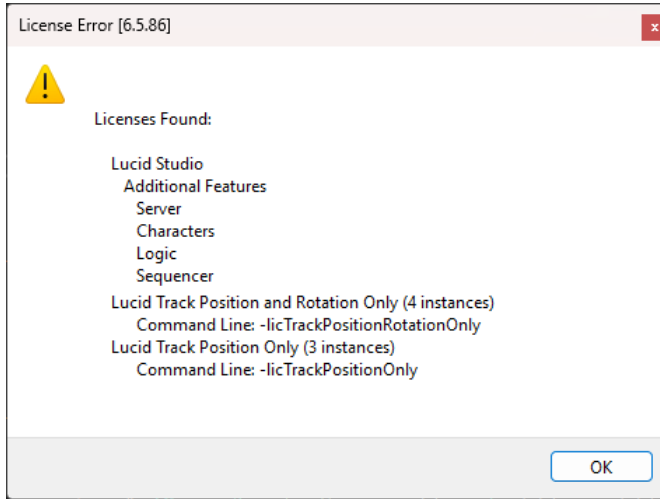 License Error [6.5.86]
x
Licenses Found:
Lucid Studio
Additional Features
Server
Characters
Logic
Sequencer
Lucid Track Position and Rotation Only (4 instances)
Command Line: -licTrackPositionRotationOnly
Lucid Track Position Only (3 instances)
Command Line: -licTrackPositionOnly
OK